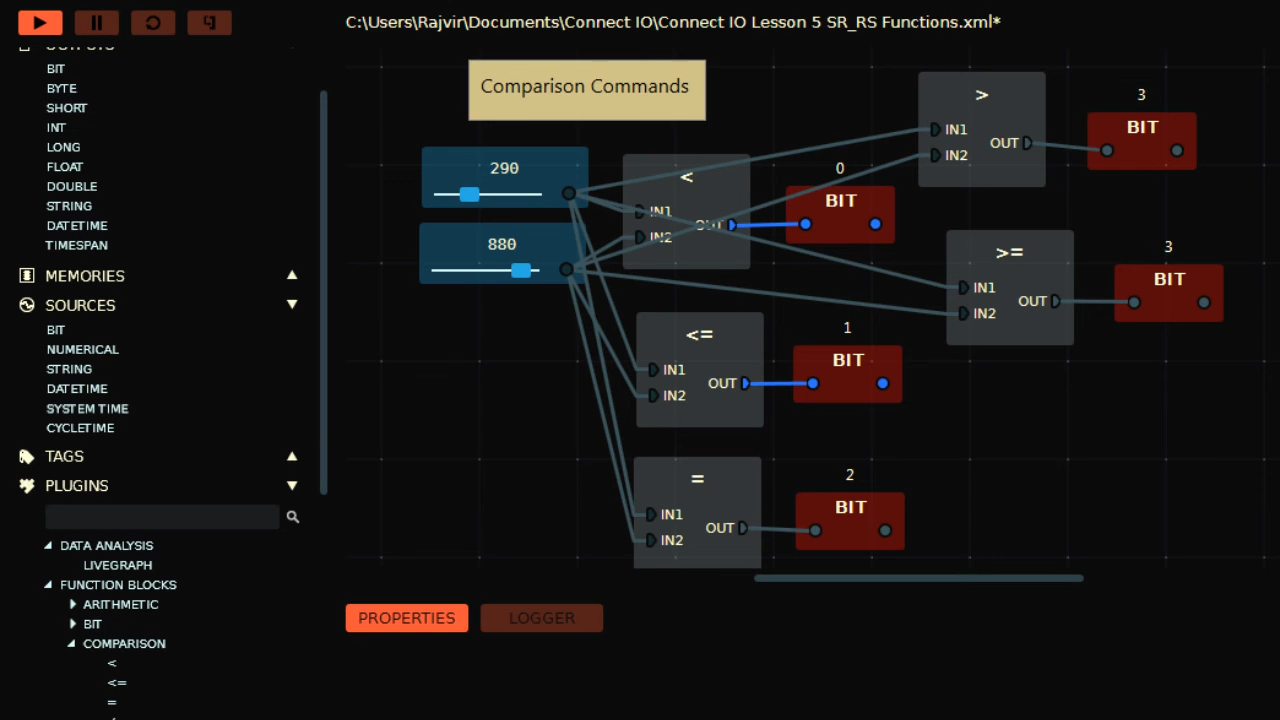 C:\Users\Rajvir\Documents\Connect IO\Connect IO Lesson 5 SR_RS Functions.xml*
BIT
BYTE
SHORT
INT
LONG
FLOAT
DOUBLE
STRING
DATETIME
TIMESPAN
MEMORIES
SOURCES
BIT
NUMERICAL
STRING
DATETIME
SYSTEM TIME
CYCLETIME
TAGS
PLUGINS
DATA ANALYSIS
LIVEGRAPH
FUNCTION BLOCKS
ARITHMETIC
BIT
COMPARISON
<
<=
=
Comparison Commands
290
880
<
IN1
IN2
OUT
0
BIT
<=
IN1
IN2
OUT
1
BIT
=
IN1
IN2
OUT
2
BIT
>
IN1
IN2
OUT
3
BIT
>=
IN1
IN2
OUT
3
BIT
PROPERTIES
LOGGER